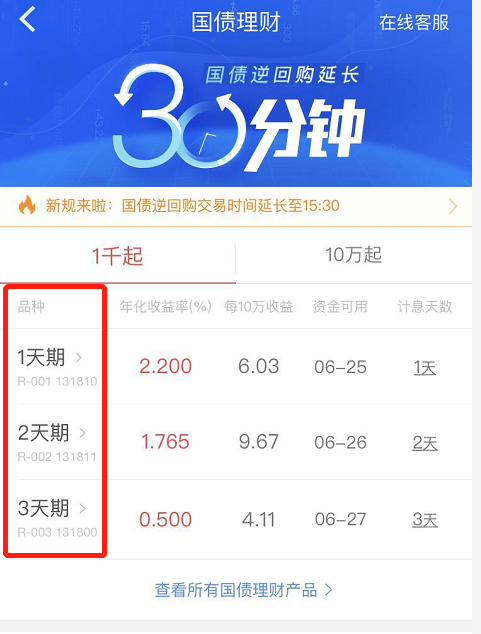 国债理财
在线客服
国债逆回购延长
30分钟
新规来啦：国债逆回购交易时间延长至15:30
1千起
10万起
品种 年化收益率(%) 每10万收益 资金可用 计息天数
1天期 2.200 6.03 06-25 1天
R-001 131810
2天期 1.765 9.67 06-26 2天
R-002 131811
3天期 0.500 4.11 06-27 3天
R-003 131800
查看所有国债理财产品